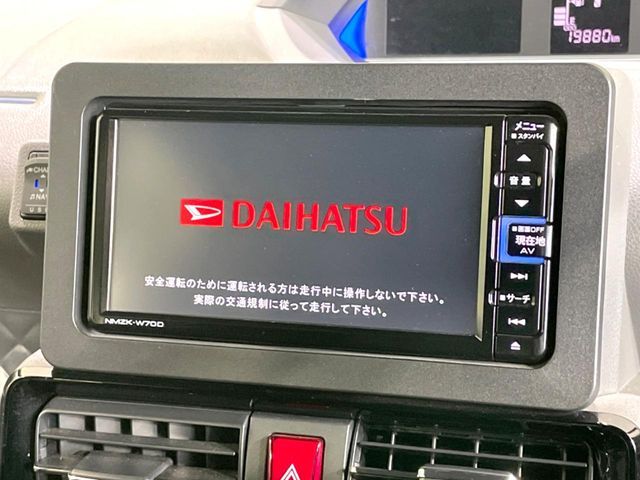 19880km
メニュー
スタンバイ
音量
画面OFF
現在地
AV
サーチ
DAIHATSU
安全運転のために運転される方は走行中に操作しないで下さい。
実際の交通規制に従って走行して下さい。
NMZK-W70D